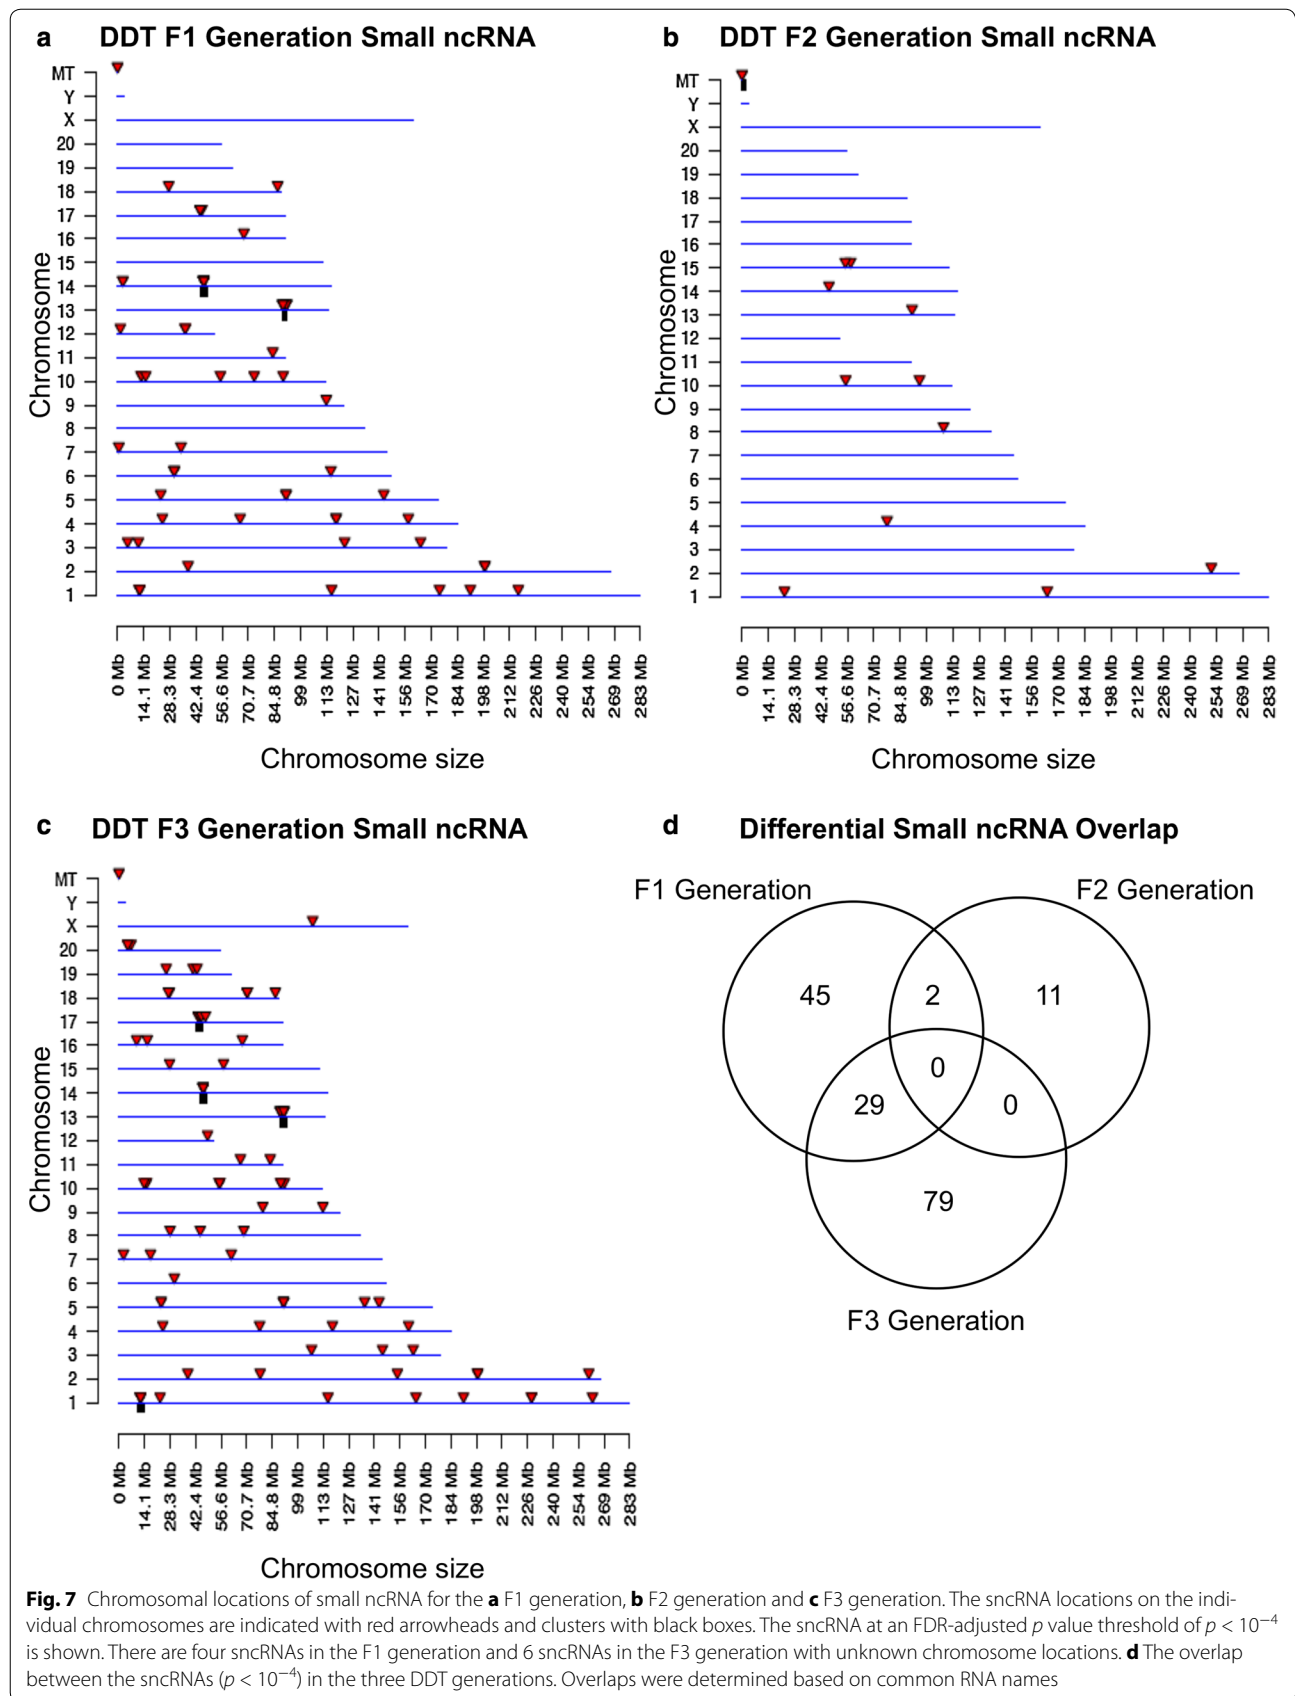 a DDT F1 Generation Small ncRNA
MT
Y
X
20
19
18
17
16
15
14
13
12
11
10
9
8
7
6
5
4
3
2
1
Chromosome
0 Mb
14.1 Mb
28.3 Mb
42.4 Mb
56.6 Mb
70.7 Mb
84.8 Mb
99 Mb
113 Mb
127 Mb
141 Mb
156 Mb
170 Mb
184 Mb
198 Mb
212 Mb
226 Mb
240 Mb
254 Mb
269 Mb
283 Mb
Chromosome size
b DDT F2 Generation Small ncRNA
MT
Y
X
20
19
18
17
16
15
14
13
12
11
10
9
8
7
6
5
4
3
2
1
Chromosome
0 Mb
14.1 Mb
28.3 Mb
42.4 Mb
56.6 Mb
70.7 Mb
84.8 Mb
99 Mb
113 Mb
127 Mb
141 Mb
156 Mb
170 Mb
184 Mb
198 Mb
212 Mb
226 Mb
240 Mb
254 Mb
269 Mb
283 Mb
Chromosome size
c DDT F3 Generation Small ncRNA
MT
Y
X
20
19
18
17
16
15
14
13
12
11
10
9
8
7
6
5
4
3
2
1
Chromosome
0 Mb
14.1 Mb
28.3 Mb
42.4 Mb
56.6 Mb
70.7 Mb
84.8 Mb
99 Mb
113 Mb
127 Mb
141 Mb
156 Mb
170 Mb
184 Mb
198 Mb
212 Mb
226 Mb
240 Mb
254 Mb
269 Mb
283 Mb
Chromosome size
d Differential Small ncRNA Overlap
F1 Generation
F2 Generation
45
2
11
0
29
0
79
F3 Generation
Fig. 7 Chromosomal locations of small ncRNA for the a F1 generation, b F2 generation and c F3 generation. The sncRNA locations on the indi-
vidual chromosomes are indicated with red arrowheads and clusters with black boxes. The sncRNA at an FDR-adjusted p value threshold of p < 10⁻⁴
is shown. There are four sncRNAs in the F1 generation and 6 sncRNAs in the F3 generation with unknown chromosome locations. d The overlap
between the sncRNAs (p < 10⁻⁴) in the three DDT generations. Overlaps were determined based on common RNA names